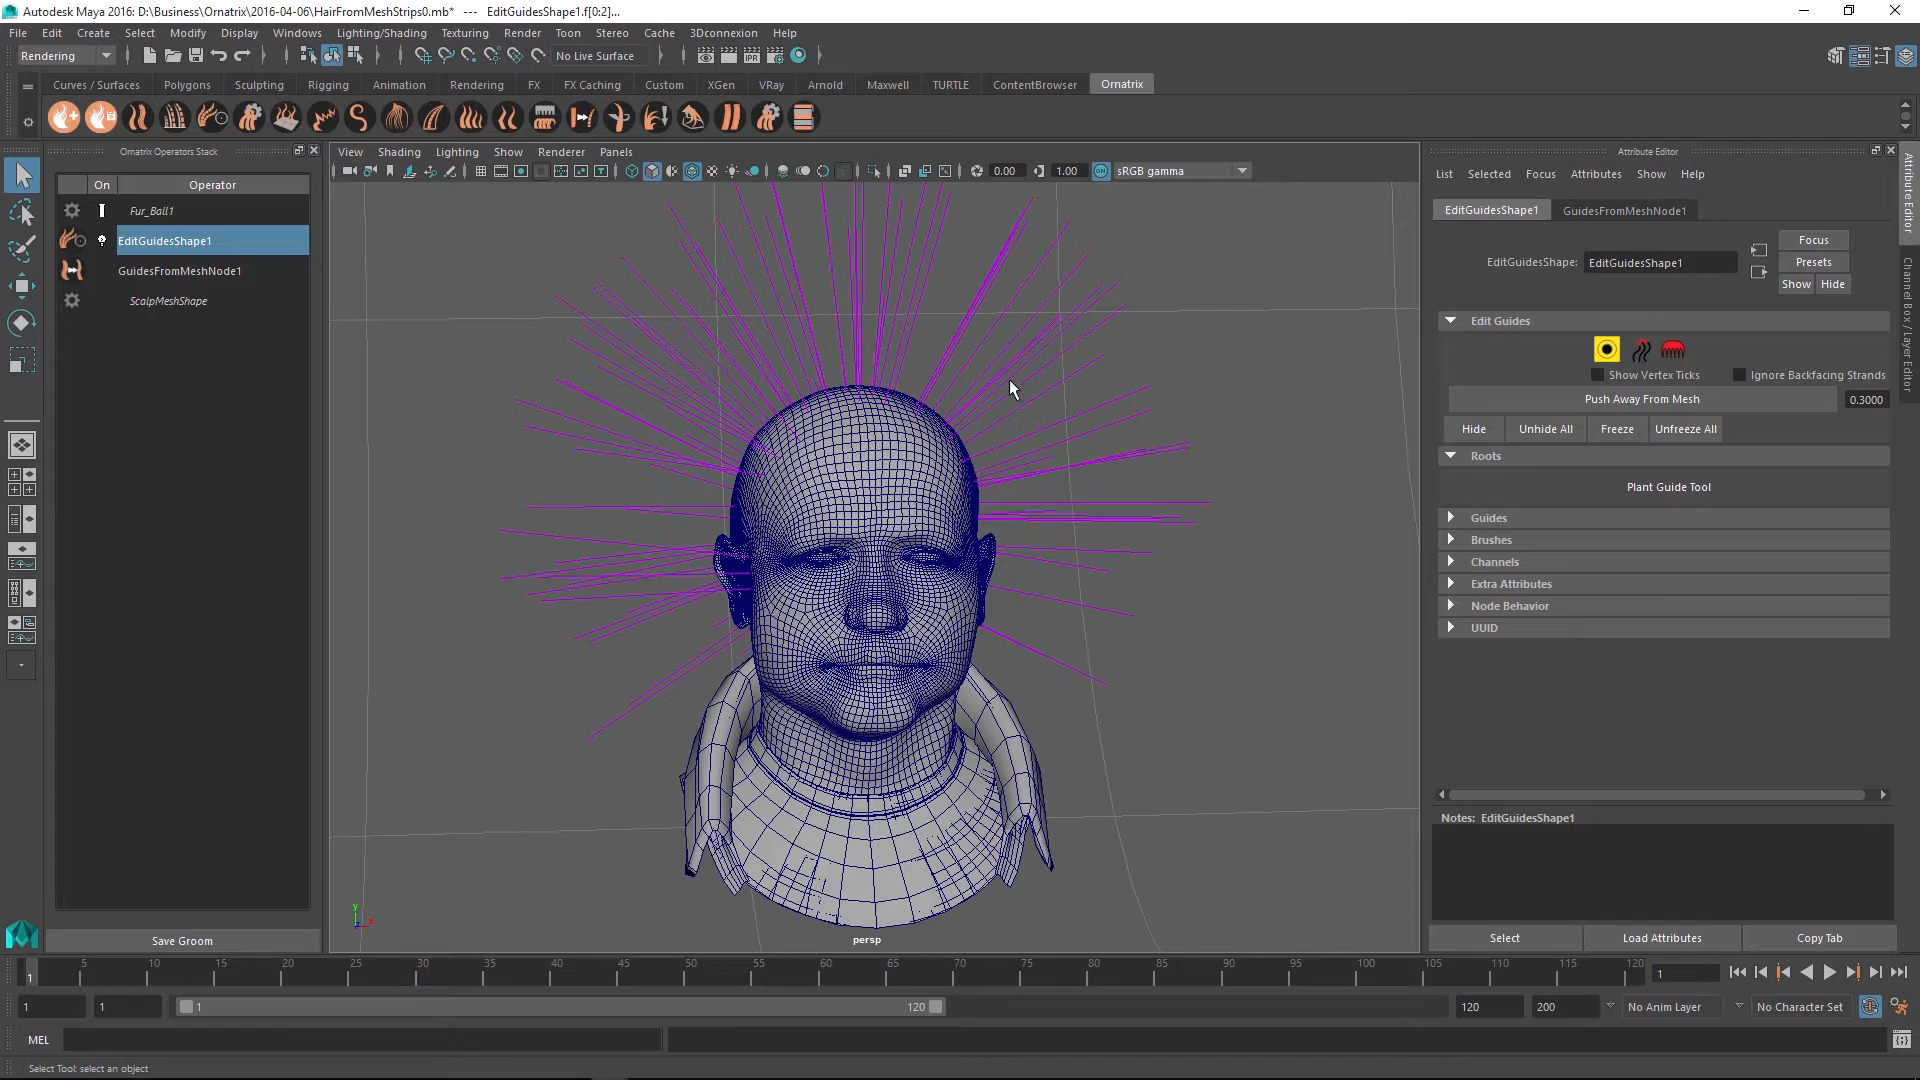 Autodesk Maya 2016: D:\Business\Ornatrix\2016-04-06\HairFromMeshStrips0.mb* --- EditGuidesShape1.f[0:2]...
File Edit Create Select Modify Display Windows Lighting/Shading Texturing Render Toon Stereo Cache 3Dconnexion Help
Rendering No Live Surface IPR
Curves / Surfaces Polygons Sculpting Rigging Animation Rendering FX FX Caching Custom XGen VRay Arnold Maxwell TURTLE ContentBrowser Ornatrix
Ornatrix Operators Stack
On Operator
Fur_Ball1
EditGuidesShape1
GuidesFromMeshNode1
ScalpMeshShape
Save Groom
View Shading Lighting Show Renderer Panels
0.00 1.00 ON sRGB gamma
y
x
persp
Attribute Editor
List Selected Focus Attributes Show Help
EditGuidesShape1 GuidesFromMeshNode1
Focus
EditGuidesShape: EditGuidesShape1
Presets
Show Hide
Edit Guides
Show Vertex Ticks Ignore Backfacing Strands
Push Away From Mesh 0.3000
Hide Unhide All Freeze Unfreeze All
Roots
Plant Guide Tool
Guides
Brushes
Channels
Extra Attributes
Node Behavior
UUID
Notes: EditGuidesShape1
Select Load Attributes Copy Tab
Attribute Editor
Channel Box / Layer Editor
1 5 10 15 20 25 30 35 40 45 50 55 60 65 70 75 80 85 90 95 100 105 110 115 120 1
1 1 1 120 120 200 No Anim Layer No Character Set
MEL
Select Tool: select an object